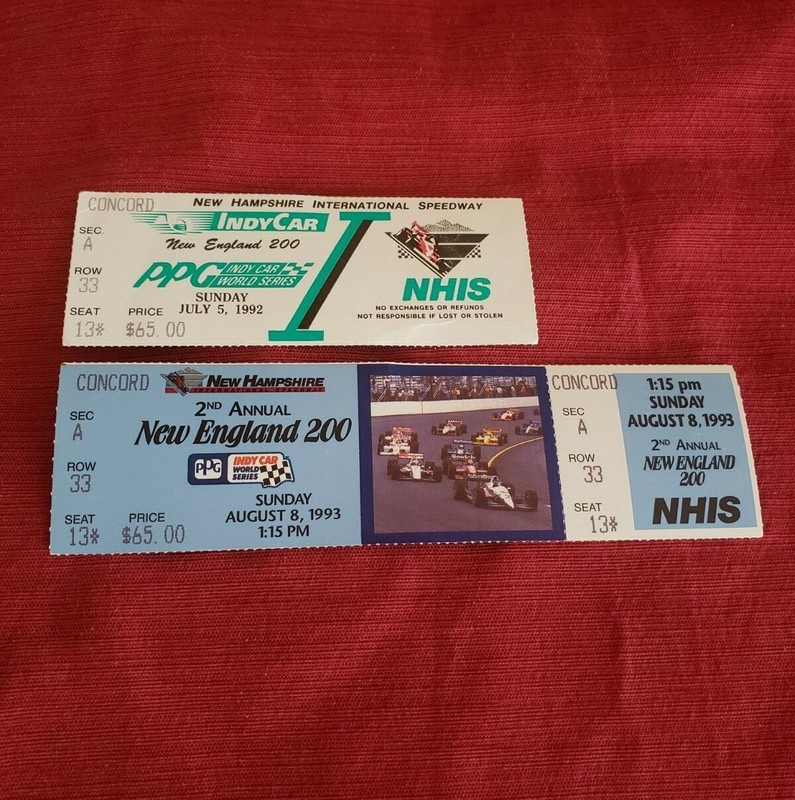 CONCORD NEW HAMPSHIRE INTERNATIONAL SPEEDWAY
SEC. INDYCAR
A New England 200
ROW PPG INDY CAR WORLD SERIES
33 SUNDAY
SEAT PRICE JULY 5, 1992
13* $65.00
I
NHIS
NO EXCHANGES OR REFUNDS
NOT RESPONSIBLE IF LOST OR STOLEN
CONCORD NEW HAMPSHIRE
INTERNATIONAL SPEEDWAY
SEC 2ND ANNUAL
A New England 200
ROW PPG INDY CAR WORLD SERIES
33 SUNDAY
SEAT PRICE AUGUST 8, 1993
13* $65.00 1:15 PM
CONCORD
SEC
A
ROW
33
SEAT
13*
1:15 pm
SUNDAY
AUGUST 8, 1993
2ND ANNUAL
NEW ENGLAND
200
NHIS